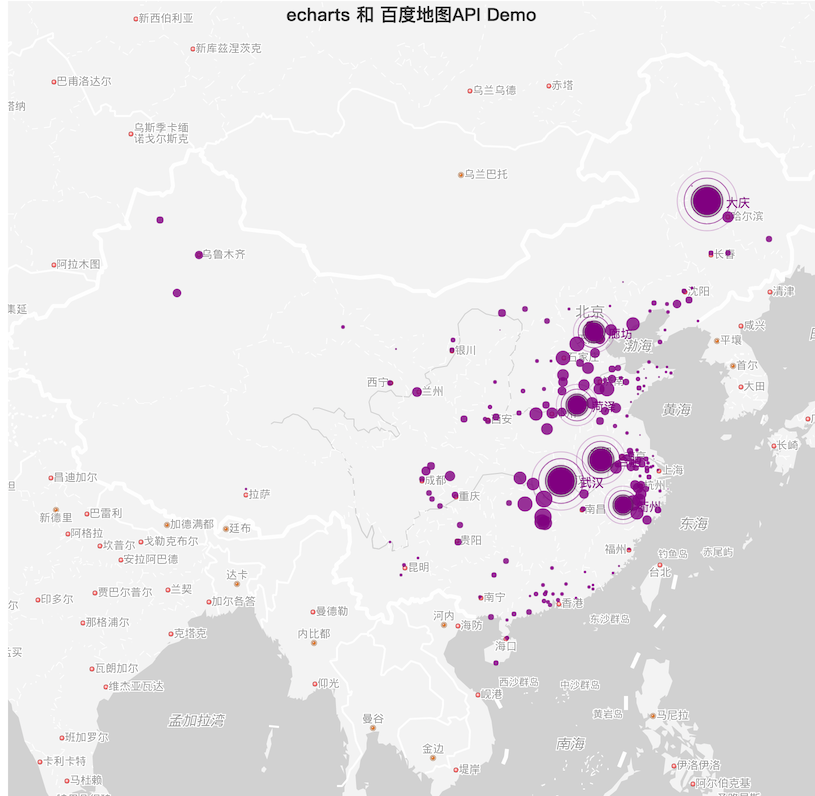 echarts 和 百度地图API Demo
新西伯利亚
新库兹涅茨克
巴甫洛达尔
乌兰乌德
赤塔
塔纳
乌斯季卡缅
诺戈尔斯克
乌兰巴托
大庆
哈尔滨
乌鲁木齐
长春
阿拉木图
沈阳
清津
集延
北京
咸兴
廊坊
平壤
渤海
银川
石家庄
首尔
西宁
大田
兰州
菏泽
黄海
西安
长崎
上海
昌迪加尔
成都
武汉
杭州
拉萨
重庆
衢州
南昌
新德里
巴雷利
加德满都
廷布
东海
阿格拉
戈勒克布尔
坎普尔
贵阳
福州
钓鱼岛
赤尾屿
安拉阿巴德
昆明
台北
达卡
贾巴尔普尔
兰契
印多尔
加尔各答
南宁
香港
曼德勒
河内
东沙群岛
那格浦尔
海防
克塔克
内比都
海口
瓦朗加尔
仰光
西沙群岛
中沙群岛
维杰亚瓦达
岘港
孟加拉湾
曼谷
黄岩岛
马尼拉
班加罗尔
金边
南海
卡利卡特
堤岸
伊洛伊洛
马杜赖
阿尔伯克基